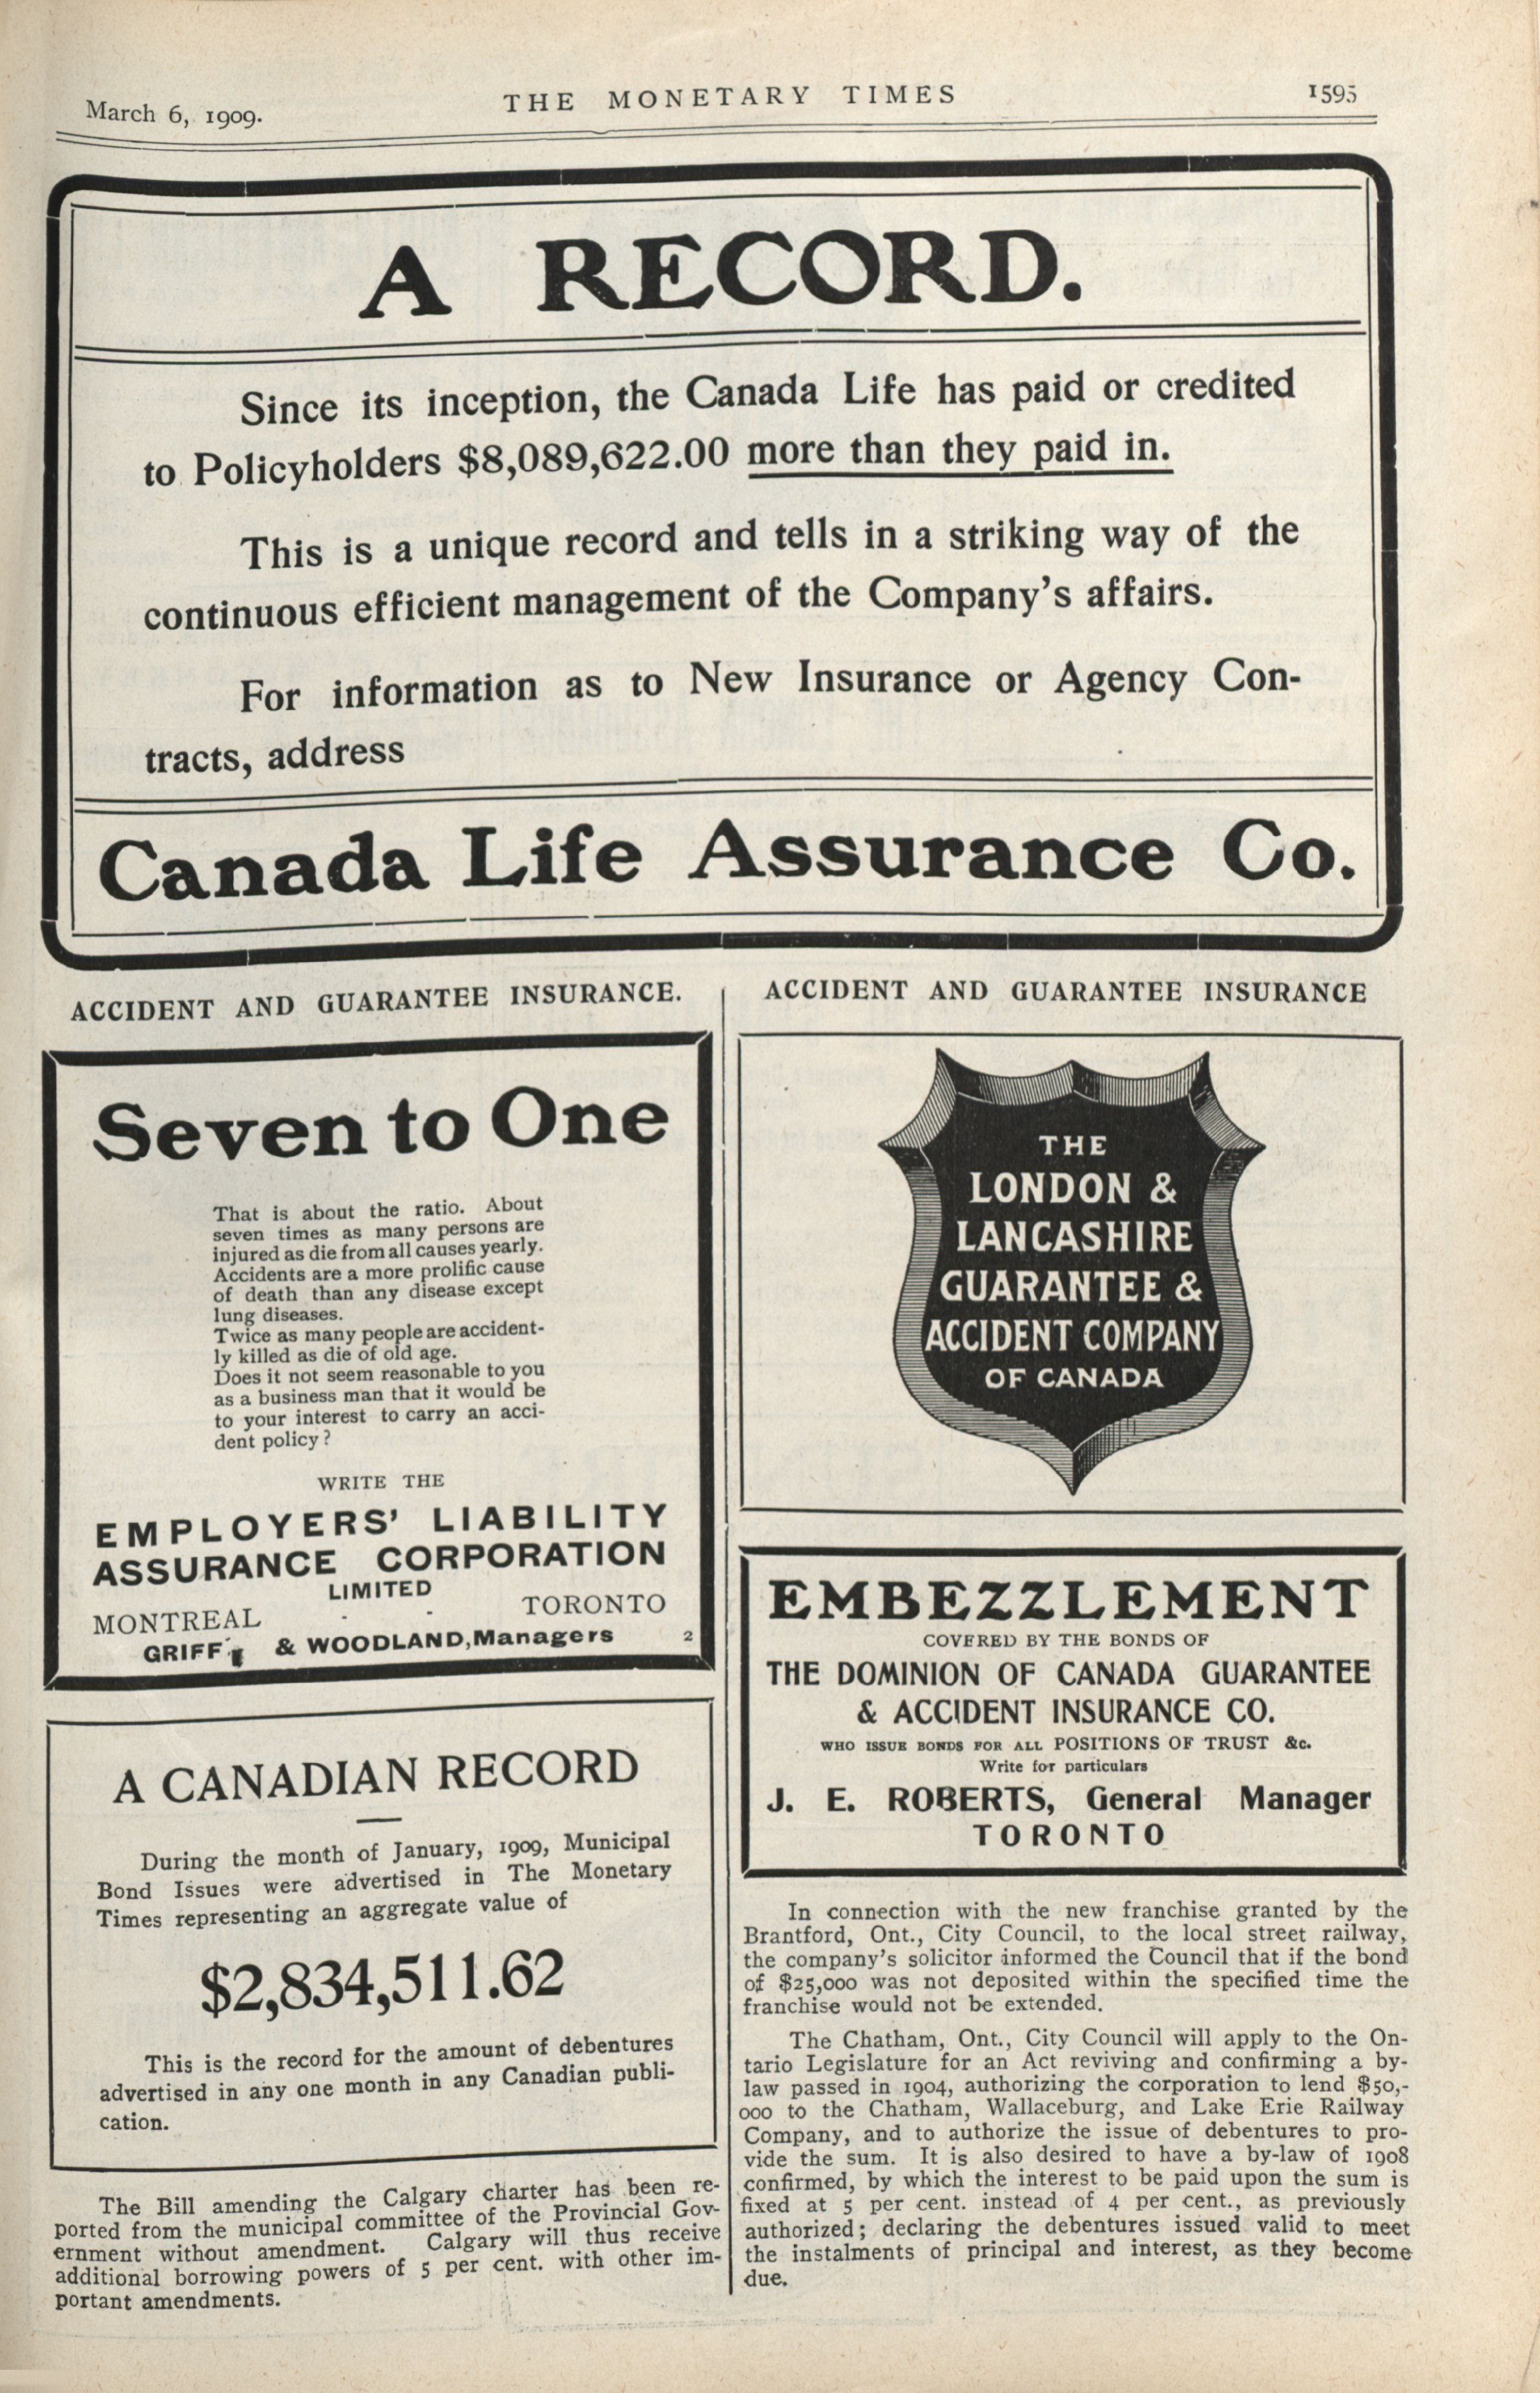 March 6, 1909.
THE MONETARY TIMES
1595
A RECORD.
Since its inception, the Canada Life has paid or credited
to Policyholders $8,089,622.00 more than they paid in.
This is a unique record and tells in a striking way of the
continuous efficient management of the Company's affairs.
For information as to New Insurance or Agency Con-
tracts, address
Canada Life Assurance Co.
ACCIDENT AND GUARANTEE INSURANCE.
Seven to One
That is about the ratio. About
seven times as many persons are
injured as die from all causes yearly.
Accidents are a more prolific cause
of death than any disease except
lung diseases.
Twice as many people are accident-
ly killed as die of old age.
Does it not seem reasonable to you
as a business man that it would be
to your interest to carry an acci-
dent policy?
WRITE THE
EMPLOYERS' LIABILITY
ASSURANCE CORPORATION
LIMITED
MONTREAL - - TORONTO
& WOODLAND, Managers 2
A CANADIAN RECORD
During the month of January, 1909, Municipal
Bond Issues were advertised in The Monetary
Times representing an aggregate value of
$2,834,511.62
This is the record for the amount of debentures
advertised in any one month in any Canadian publi-
cation.
The Bill amending the Calgary charter has been re-
ported from the municipal committee of the Provincial Gov-
ernment without amendment. Calgary will thus receive
additional borrowing powers of 5 per cent. with other im-
portant amendments.
ACCIDENT AND GUARANTEE INSURANCE
THE
LONDON &
LANCASHIRE
GUARANTEE &
ACCIDENT COMPANY
OF CANADA
EMBEZZLEMENT
COVERED BY THE BONDS OF
THE DOMINION OF CANADA GUARANTEE
& ACCIDENT INSURANCE CO.
WHO ISSUE BONDS FOR ALL POSITIONS OF TRUST &c.
Write for particulars
J. E. ROBERTS, General Manager
TORONTO
In connection with the new franchise granted by the
Brantford, Ont., City Council, to the local street railway,
the company's solicitor informed the Council that if the bond
of $25,000 was not deposited within the specified time the
franchise would not be extended.
The Chatham, Ont., City Council will apply to the On-
tario Legislature for an Act reviving and confirming a by-
law passed in 1904, authorizing the corporation to lend $50,-
000 to the Chatham, Wallaceburg, and Lake Erie Railway
Company, and to authorize the issue of debentures to pro-
vide the sum. It is also desired to have a by-law of 1908
confirmed, by which the interest to be paid upon the sum is
fixed at 5 per cent. instead of 4 per cent., as previously
authorized; declaring the debentures issued valid to meet
the instalments of principal and interest, as they become
due.